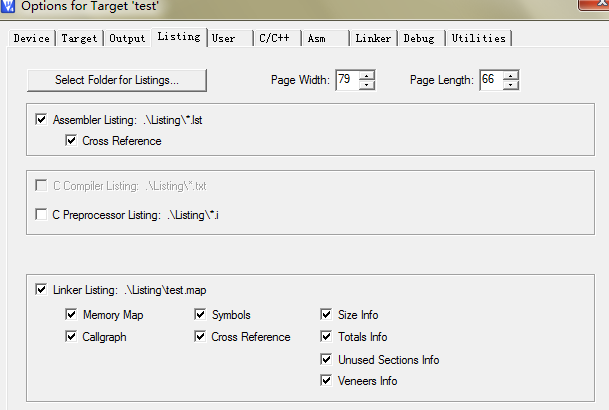 Options for Target 'test'
Device Target Output Listing User C/C++ Asm Linker Debug Utilities
Select Folder for Listings... Page Width: 79 Page Length: 66
Assembler Listing: .\Listing\*.lst
Cross Reference
C Compiler Listing: .\Listing\*.txt
C Preprocessor Listing: .\Listing\*.i
Linker Listing: .\Listing\test.map
Memory Map Symbols Size Info
Callgraph Cross Reference Totals Info
Unused Sections Info
Veneers Info